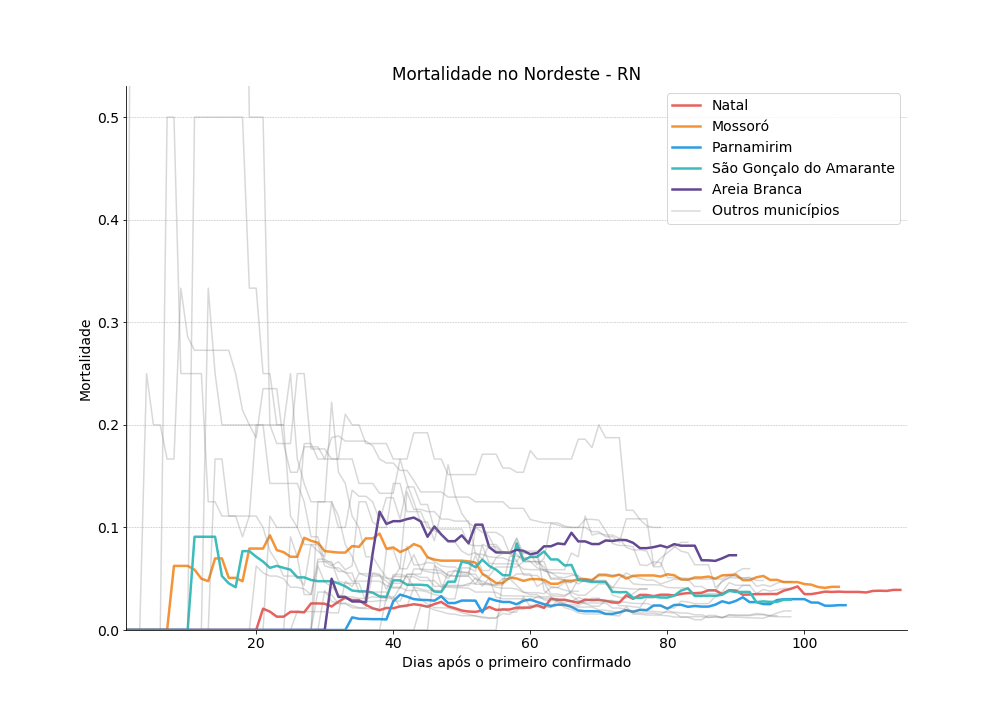 Mortalidade no Nordeste - RN
Natal
Mossoró
Parnamirim
São Gonçalo do Amarante
Areia Branca
Outros municípios
Mortalidade
0.5
0.4
0.3
0.2
0.1
0.0
20
40
60
80
100
Dias após o primeiro confirmado